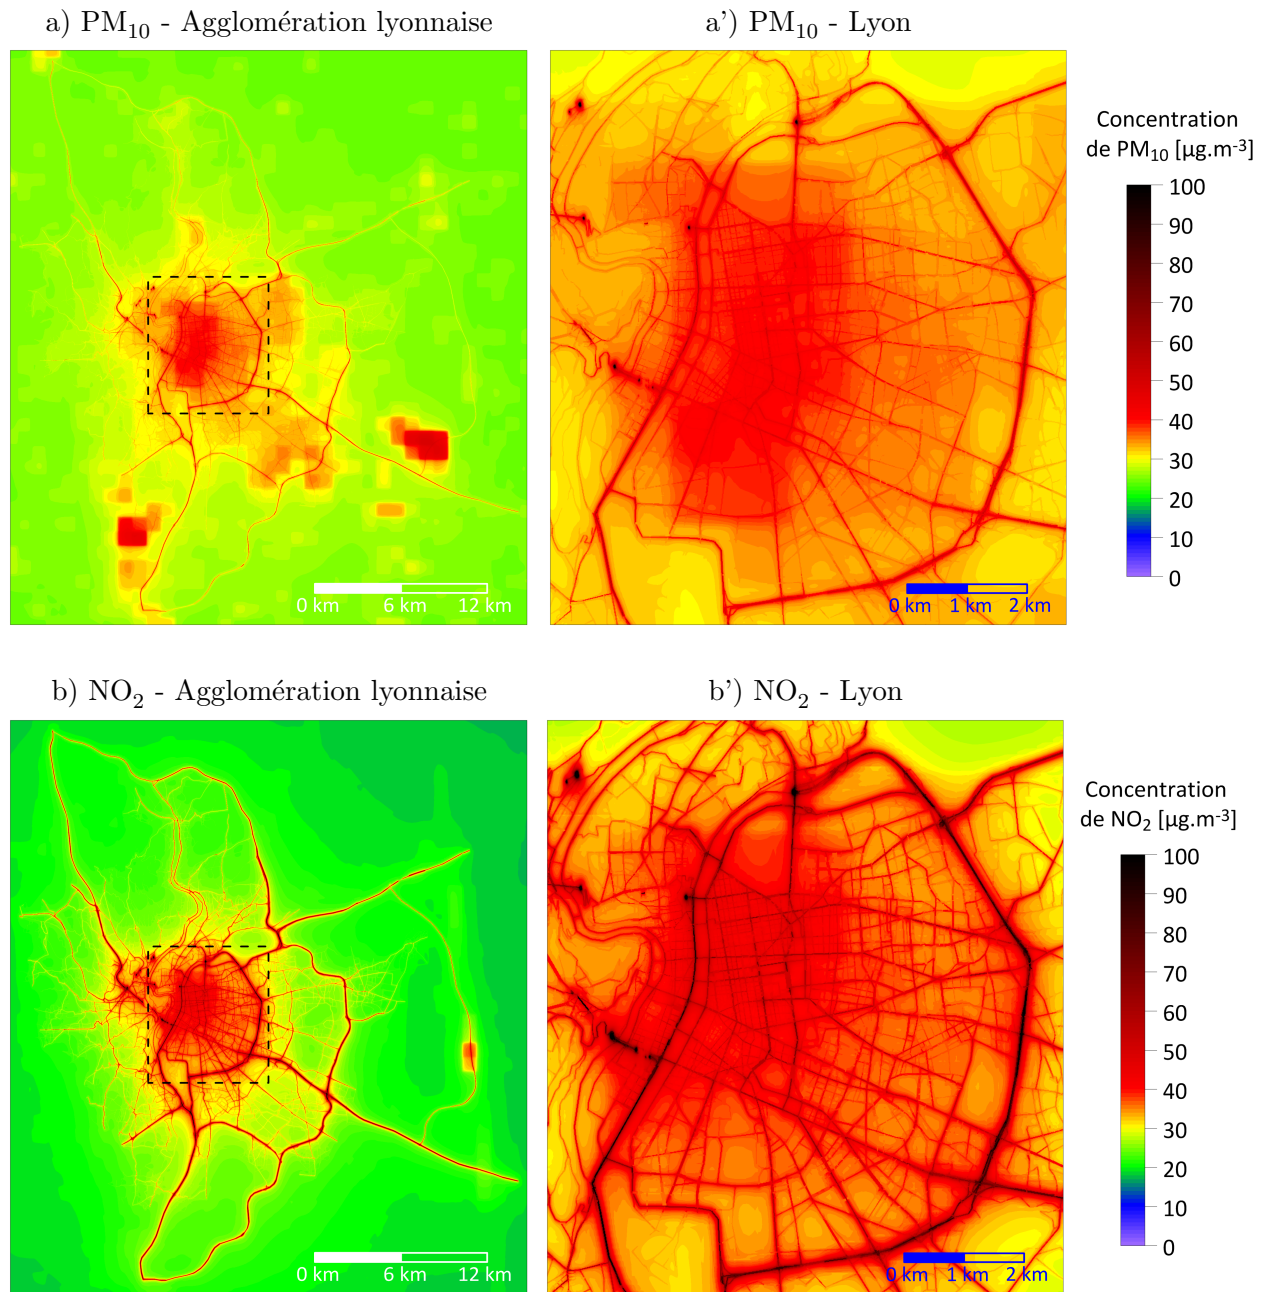 a) PM10 - Agglomération lyonnaise
a') PM10 - Lyon
Concentration
de PM10 [µg.m-3]
100
90
80
70
60
50
40
30
20
10
0
0 km 6 km 12 km
0 km 1 km 2 km
b) NO2 - Agglomération lyonnaise
b') NO2 - Lyon
Concentration
de NO2 [µg.m-3]
100
90
80
70
60
50
40
30
20
10
0
0 km 6 km 12 km
0 km 1 km 2 km